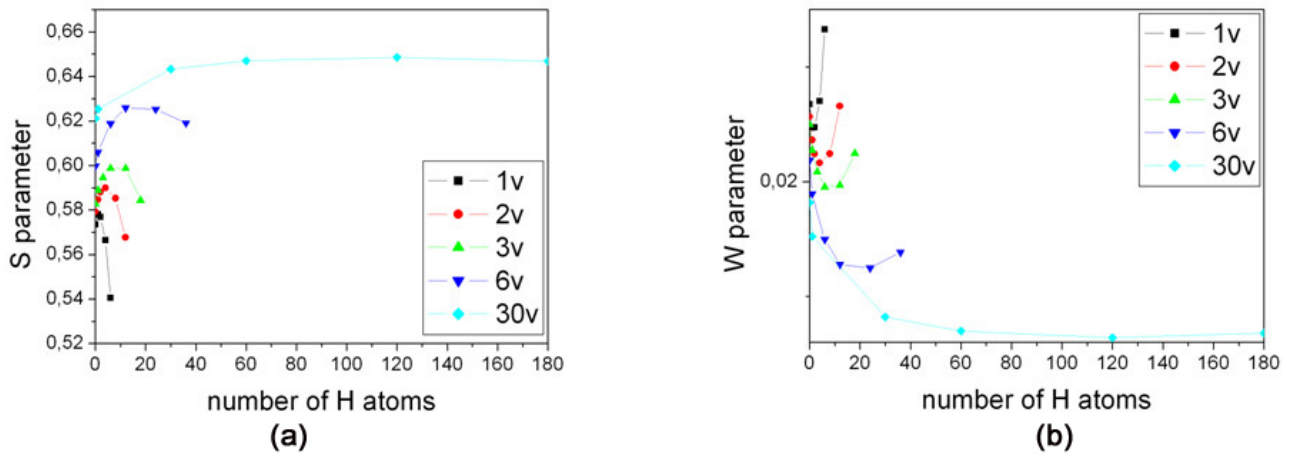 0,66
0,64
0,62
0,60
0,58
0,56
0,54
0,52
S parameter
1v
2v
3v
6v
30v
0 20 40 60 80 100 120 140 160 180
number of H atoms
(a)
1v
2v
3v
6v
30v
0,02
W parameter
0 20 40 60 80 100 120 140 160 180
number of H atoms
(b)